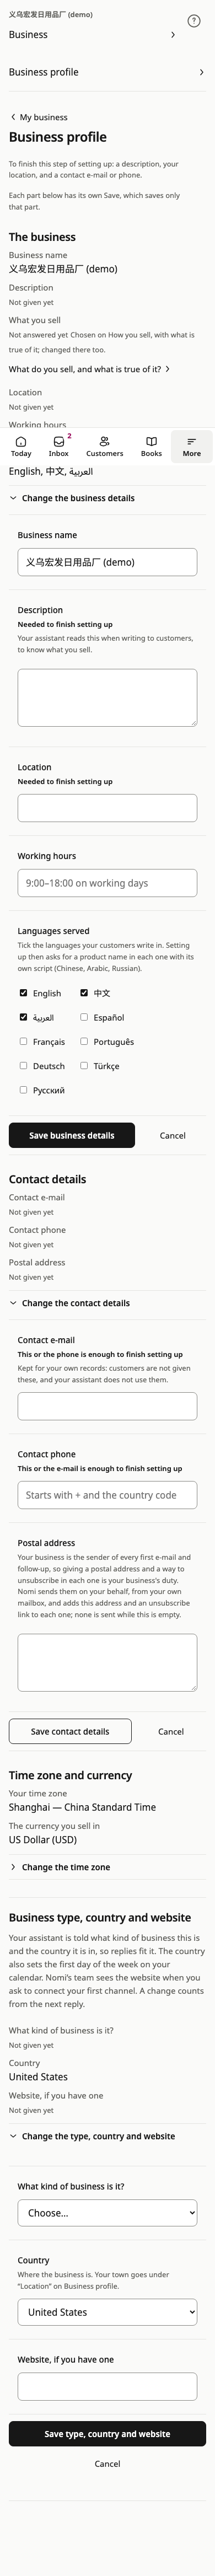 义乌宏发日用品厂 (demo)
Business
Business profile
My business
Business profile
To finish this step of setting up: a description, your
location, and a contact e-mail or phone.
Each part below has its own Save, which saves only
that part.
The business
Business name
义乌宏发日用品厂 (demo)
Description
Not given yet
What you sell
Not answered yet Chosen on How you sell, with what is
true of it; changed there too.
What do you sell, and what is true of it?
Location
Not given yet
Working hours
Today
Inbox
2
Customers
Books
More
English, 中文, العربية
Change the business details
Business name
义乌宏发日用品厂 (demo)
Description
Needed to finish setting up
Your assistant reads this when writing to customers,
to know what you sell.
Location
Needed to finish setting up
Working hours
9:00–18:00 on working days
Languages served
Tick the languages your customers write in. Setting
up then asks for a product name in each one with its
own script (Chinese, Arabic, Russian).
English
中文
العربية
Español
Français
Português
Deutsch
Türkçe
Русский
Save business details
Cancel
Contact details
Contact e-mail
Not given yet
Contact phone
Not given yet
Postal address
Not given yet
Change the contact details
Contact e-mail
This or the phone is enough to finish setting up
Kept for your own records: customers are not given
these, and your assistant does not use them.
Contact phone
This or the e-mail is enough to finish setting up
Starts with + and the country code
Postal address
Your business is the sender of every first e-mail and
follow-up, so giving a postal address and a way to
unsubscribe in each one is your business's duty.
Nomi sends them on your behalf, from your own
mailbox, and adds this address and an unsubscribe
link to each one; none is sent while this is empty.
Save contact details
Cancel
Time zone and currency
Your time zone
Shanghai — China Standard Time
The currency you sell in
US Dollar (USD)
Change the time zone
Business type, country and website
Your assistant is told what kind of business this is
and the country it is in, so replies fit it. The country
also sets the first day of the week on your
calendar. Nomi's team sees the website when you
ask to connect your first channel. A change counts
from the next reply.
What kind of business is it?
Not given yet
Country
United States
Website, if you have one
Not given yet
Change the type, country and website
What kind of business is it?
Choose...
Country
Where the business is. Your town goes under
“Location” on Business profile.
United States
Website, if you have one
Save type, country and website
Cancel